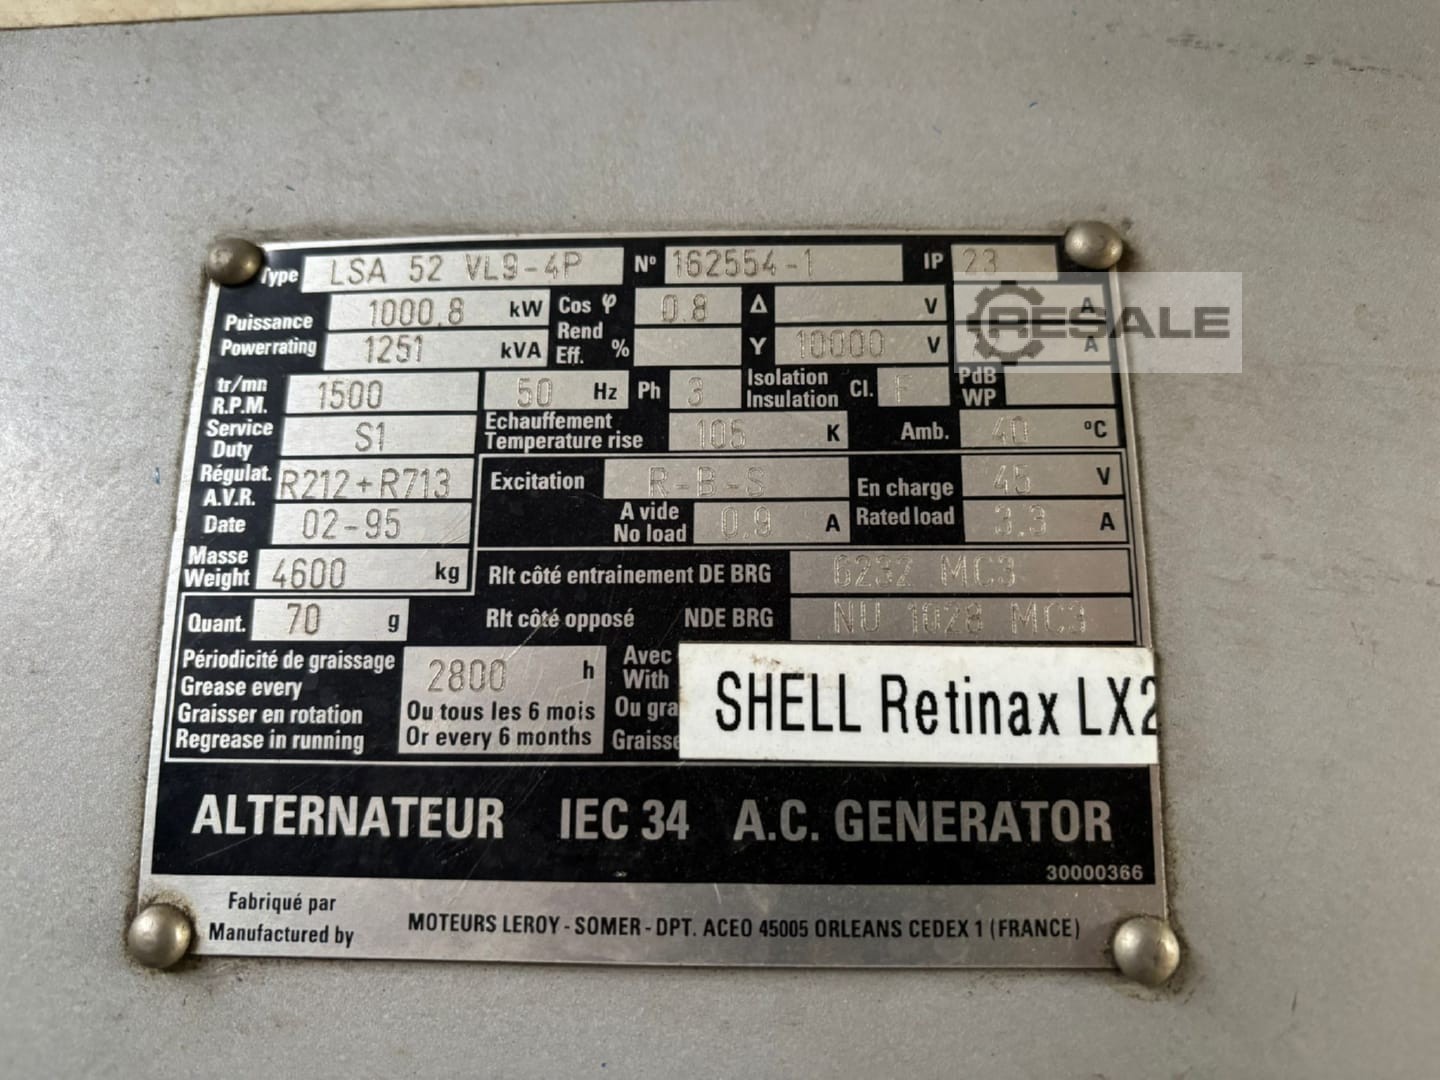 Type LSA 52 VL9-4P N° 162554-1 IP 23
Puissance 1000.8 kW Cos φ 0.8 Δ V A
Power rating 1251 kVA Rend Eff. % Y 10000 V A
RESALE
tr/mn R.P.M. 1500 50 Hz Ph 3 Isolation Insulation Cl. F PdB WP
Service Duty S1 Echauffement Temperature rise 105 K Amb. 40 °C
Régulat. A.V.R. R212+R713 Excitation R-B-S En charge 45 V
Date 02-95 A vide No load 0.9 A Rated load 3.3 A
Masse Weight 4600 kg Rlt côté entrainement DE BRG MC3
Quant. 70 g Rlt côté opposé NDE BRG NU 1028 MC3
Périodicité de graissage 2800 h Avec
Grease every With
Graisser en rotation Ou tous les 6 mois Ou gra
Regrease in running Or every 6 months Graisse
SHELL Retinax LX2
ALTERNATEUR IEC 34 A.C. GENERATOR
30000366
Fabriqué par
Manufactured by MOTEURS LEROY - SOMER - DPT. ACEO 45005 ORLEANS CEDEX 1 (FRANCE)